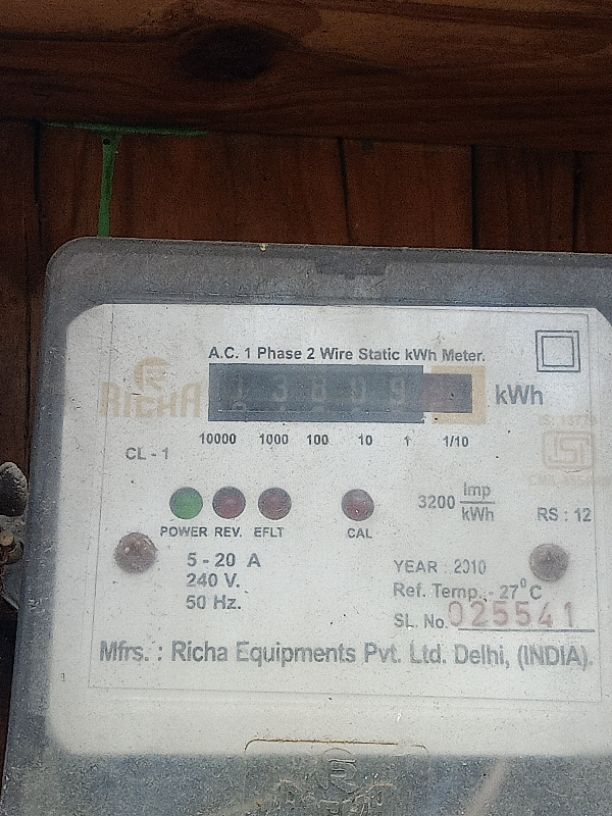 A.C. 1 Phase 2 Wire Static kWh Meter.
RICHA
kWh
10000 1000 100 10 1 1/10
CL - 1
3200 Imp/kWh
RS : 12
POWER REV. EFLT CAL
5 - 20 A
240 V.
50 Hz.
YEAR : 2010
Ref. Temp. - 27°C
SL. No. 025541
Mfrs. : Richa Equipments Pvt. Ltd. Delhi, (INDIA).